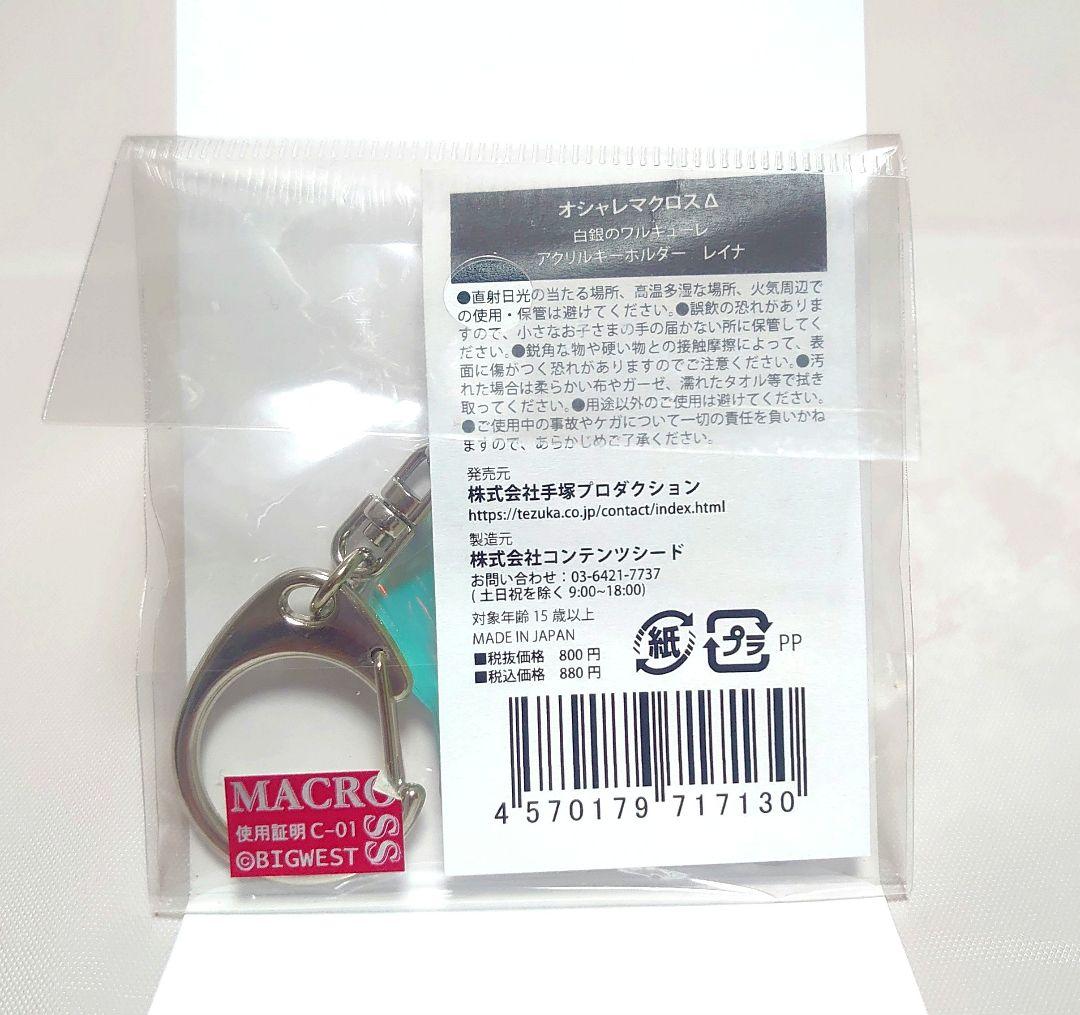 オシャレマクロスΔ
白銀のワルキューレ
アクリルキーホルダー　レイナ
●直射日光の当たる場所、高温多湿な場所、火気周辺で
の使用・保管は避けてください。●誤飲の恐れがありま
すので、小さなお子さまの手の届かない所に保管してく
ださい。●鋭角な物や硬い物との接触摩擦によって、表
面に傷がつく恐れがありますのでご注意ください。●汚
れた場合は柔らかい布やガーゼ、濡れたタオル等で拭き
取ってください。●用途以外のご使用は避けてください。
●ご使用中の事故やケガについて一切の責任を負いかね
ますので、あらかじめご了承ください。
発売元
株式会社手塚プロダクション
https://tezuka.co.jp/contact/index.html
製造元
株式会社コンテンツシード
お問い合わせ：03-6421-7737
(土日祝を除く 9:00~18:00)
対象年齢 15 歳以上
MADE IN JAPAN
■税抜価格　800 円
■税込価格　880 円
紙 プラ PP
4 570179 717130
MACROSS
使用証明 C-01
©BIGWEST